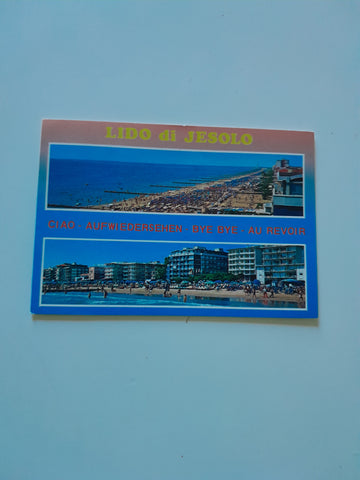 LIDO di JESOLO
CIAO - AUFWIEDERSEHEN - BYE BYE - AU REVOIR